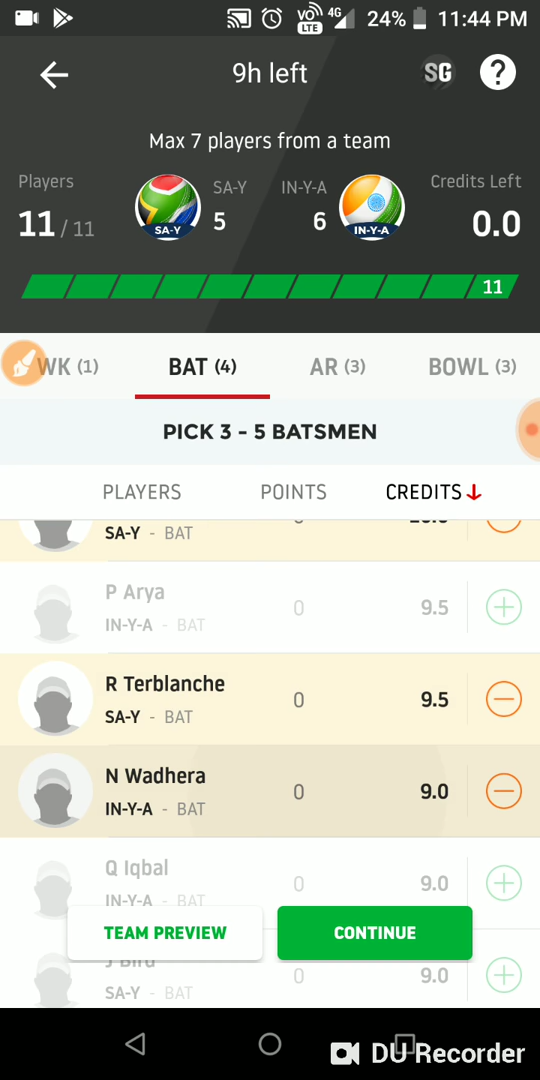 VO LTE 4G 24% 11:44 PM
9h left SG ?
Max 7 players from a team
Players SA-Y IN-Y-A Credits Left
11 / 11 SA-Y 5 6 IN-Y-A 0.0
11
WK (1) BAT (4) AR (3) BOWL (3)
PICK 3 - 5 BATSMEN
PLAYERS POINTS CREDITS
SA-Y - BAT
P Arya
IN-Y-A - BAT 0 9.5
R Terblanche
SA-Y - BAT 0 9.5
N Wadhera
IN-Y-A - BAT 0 9.0
Q Iqbal
IN-Y-A - BAT 0 9.0
TEAM PREVIEW CONTINUE
J Bird
SA-Y - BAT 0 9.0
DU Recorder